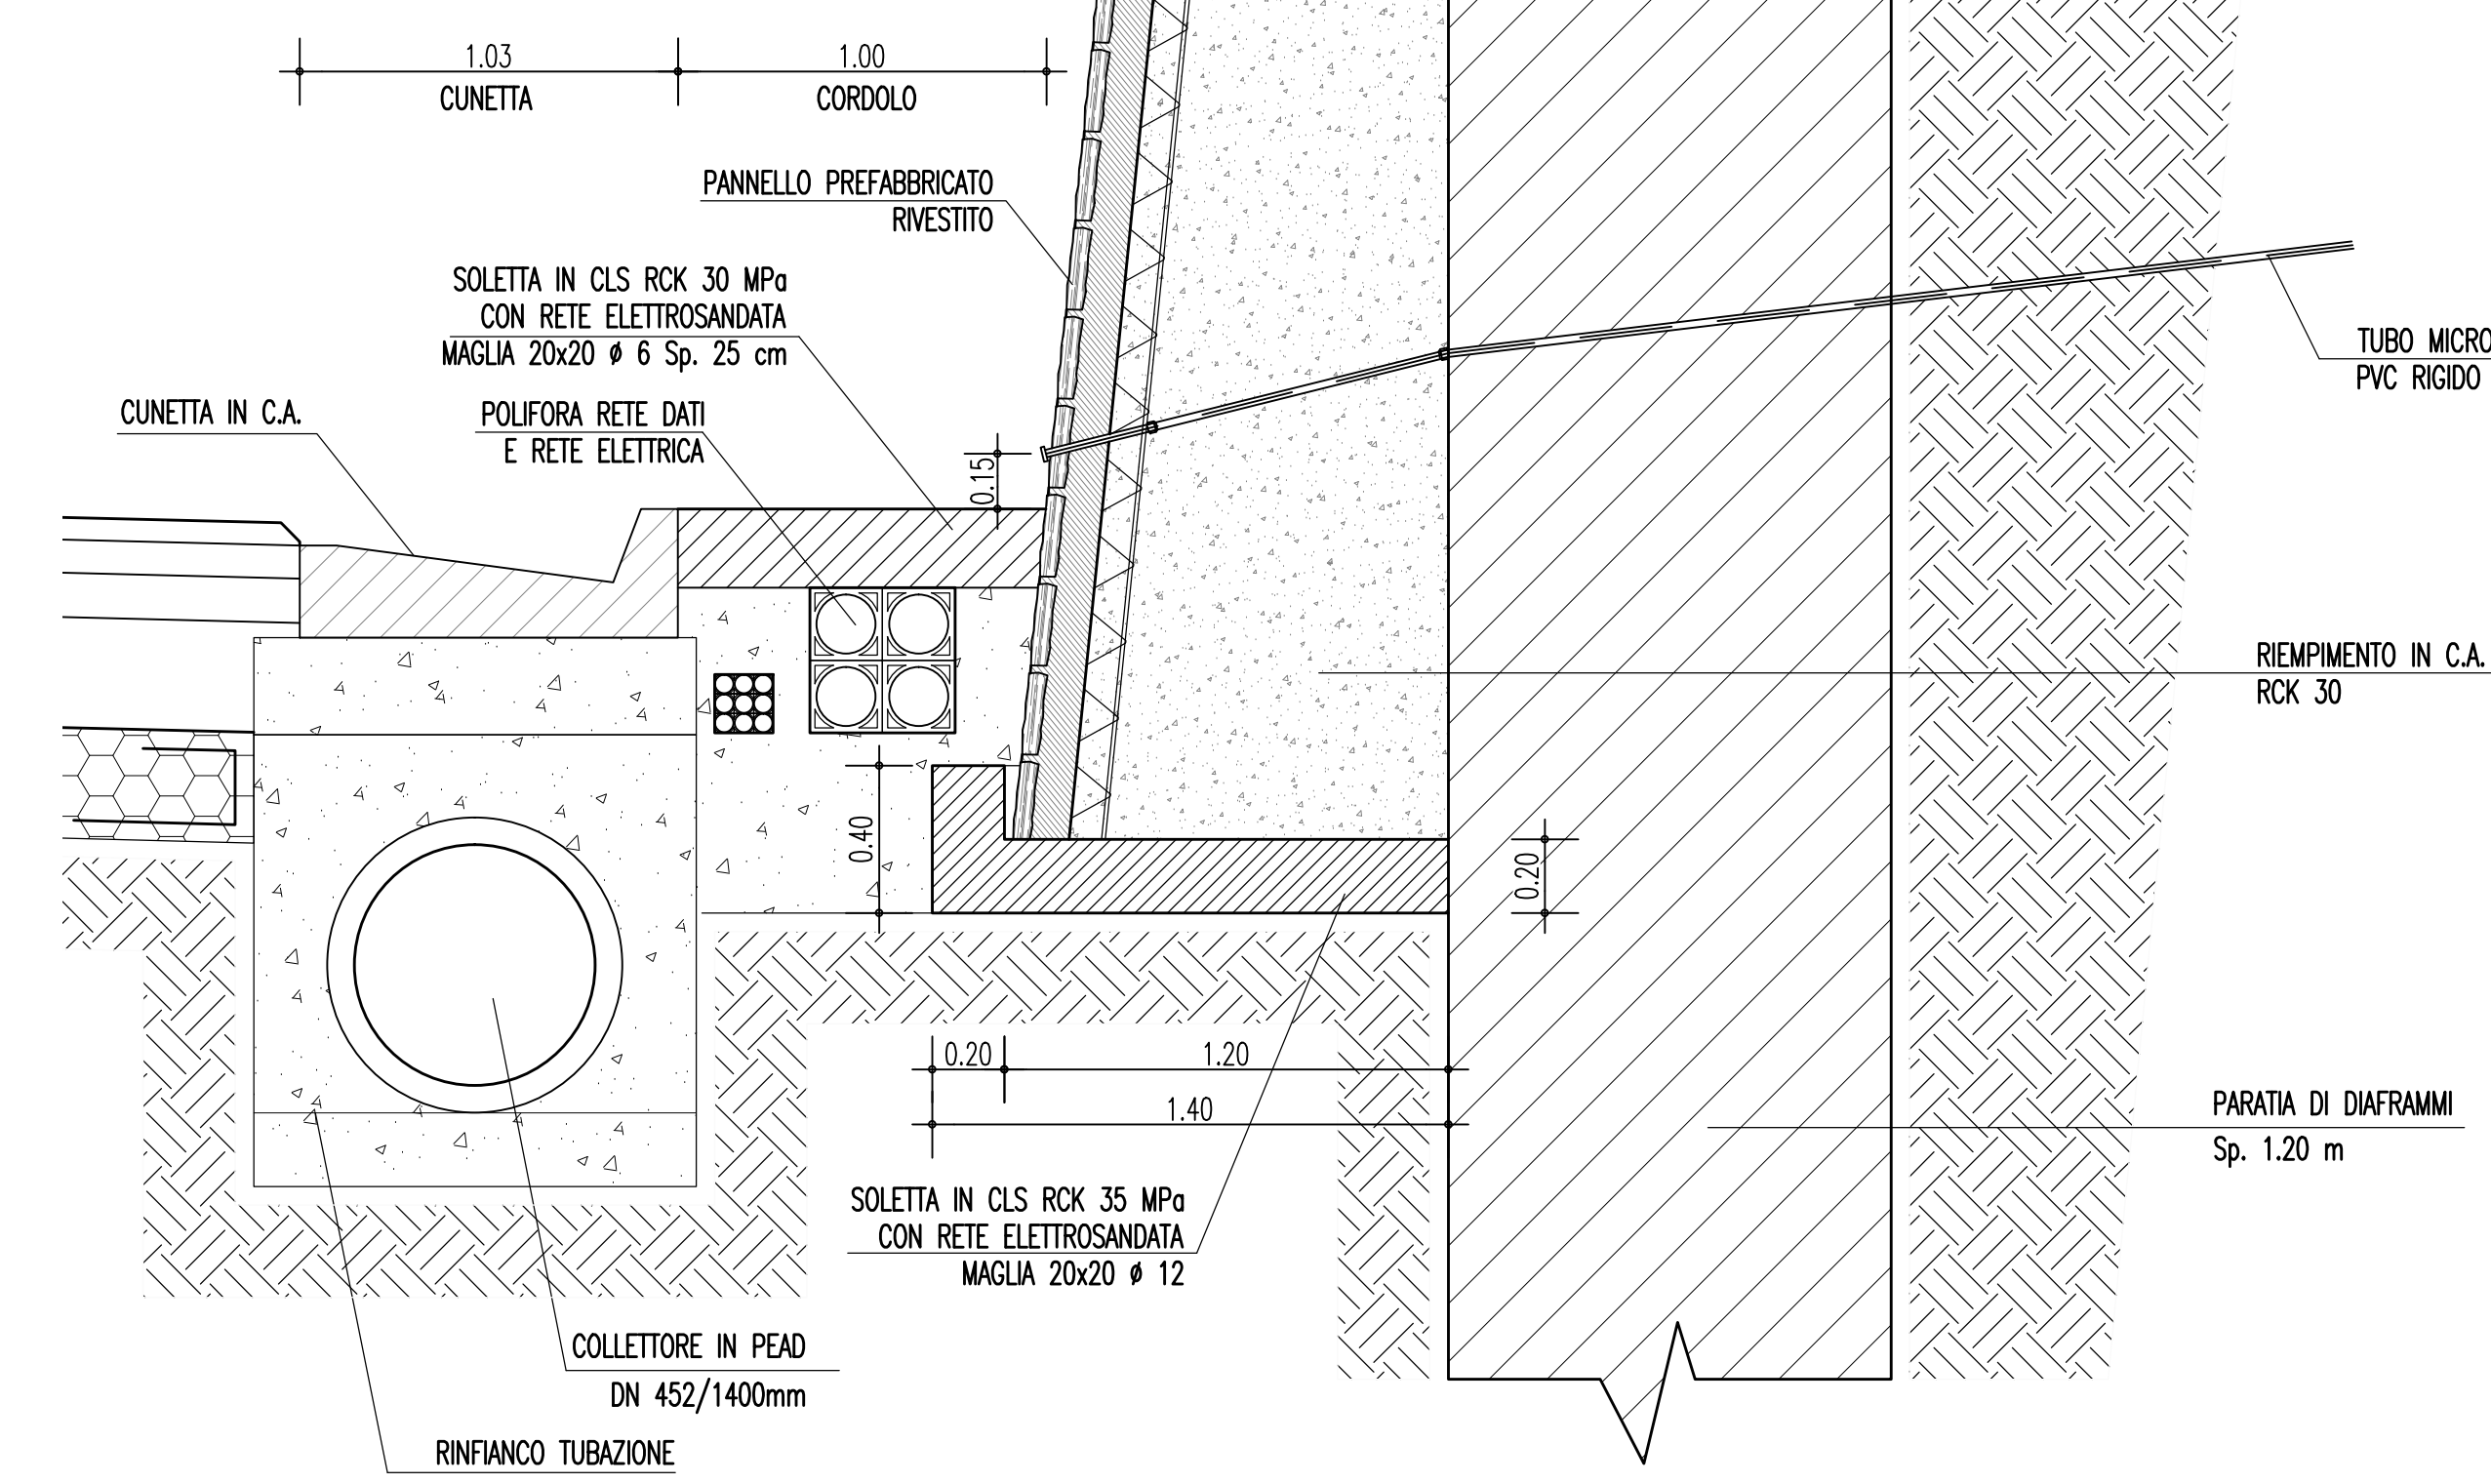 1.03
1.00
CUNETTA
CORDOLO
PANNELLO PREFABBRICATO
RIVESTITO
SOLETTA IN CLS RCK 30 MPa
CON RETE ELETTROSANDATA
MAGLIA 20x20 ϕ 6 Sp. 25 cm
CUNETTA IN C.A.
POLIFORA RETE DATI
E RETE ELETTRICA
0.15
TUBO MICRO
PVC RIGIDO
RIEMPIMENTO IN C.A.
RCK 30
0.40
0.20
0.20
1.20
1.40
PARATIA DI DIAFRAMMI
Sp. 1.20 m
SOLETTA IN CLS RCK 35 MPa
CON RETE ELETTROSANDATA
MAGLIA 20x20 ϕ 12
COLLETTORE IN PEAD
DN 452/1400mm
RINFIANCO TUBAZIONE